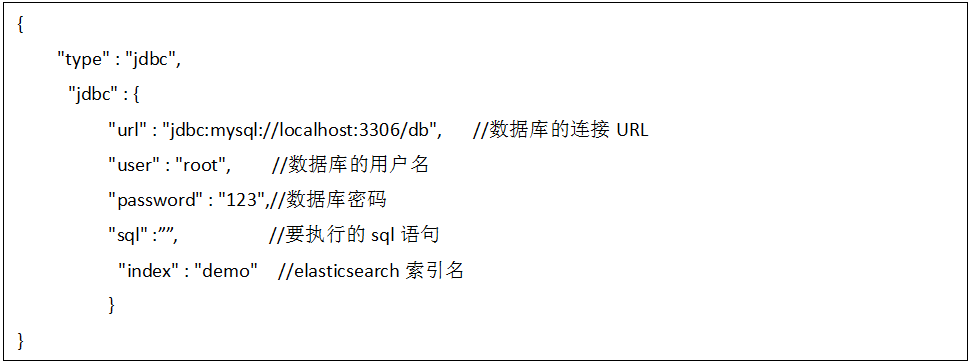 {
"type" : "jdbc",
"jdbc" : {
"url" : "jdbc:mysql://localhost:3306/db", //数据库的连接 URL
"user" : "root", //数据库的用户名
"password" : "123",//数据库密码
"sql" :””, //要执行的 sql 语句
"index" : "demo" //elasticsearch 索引名
}
}